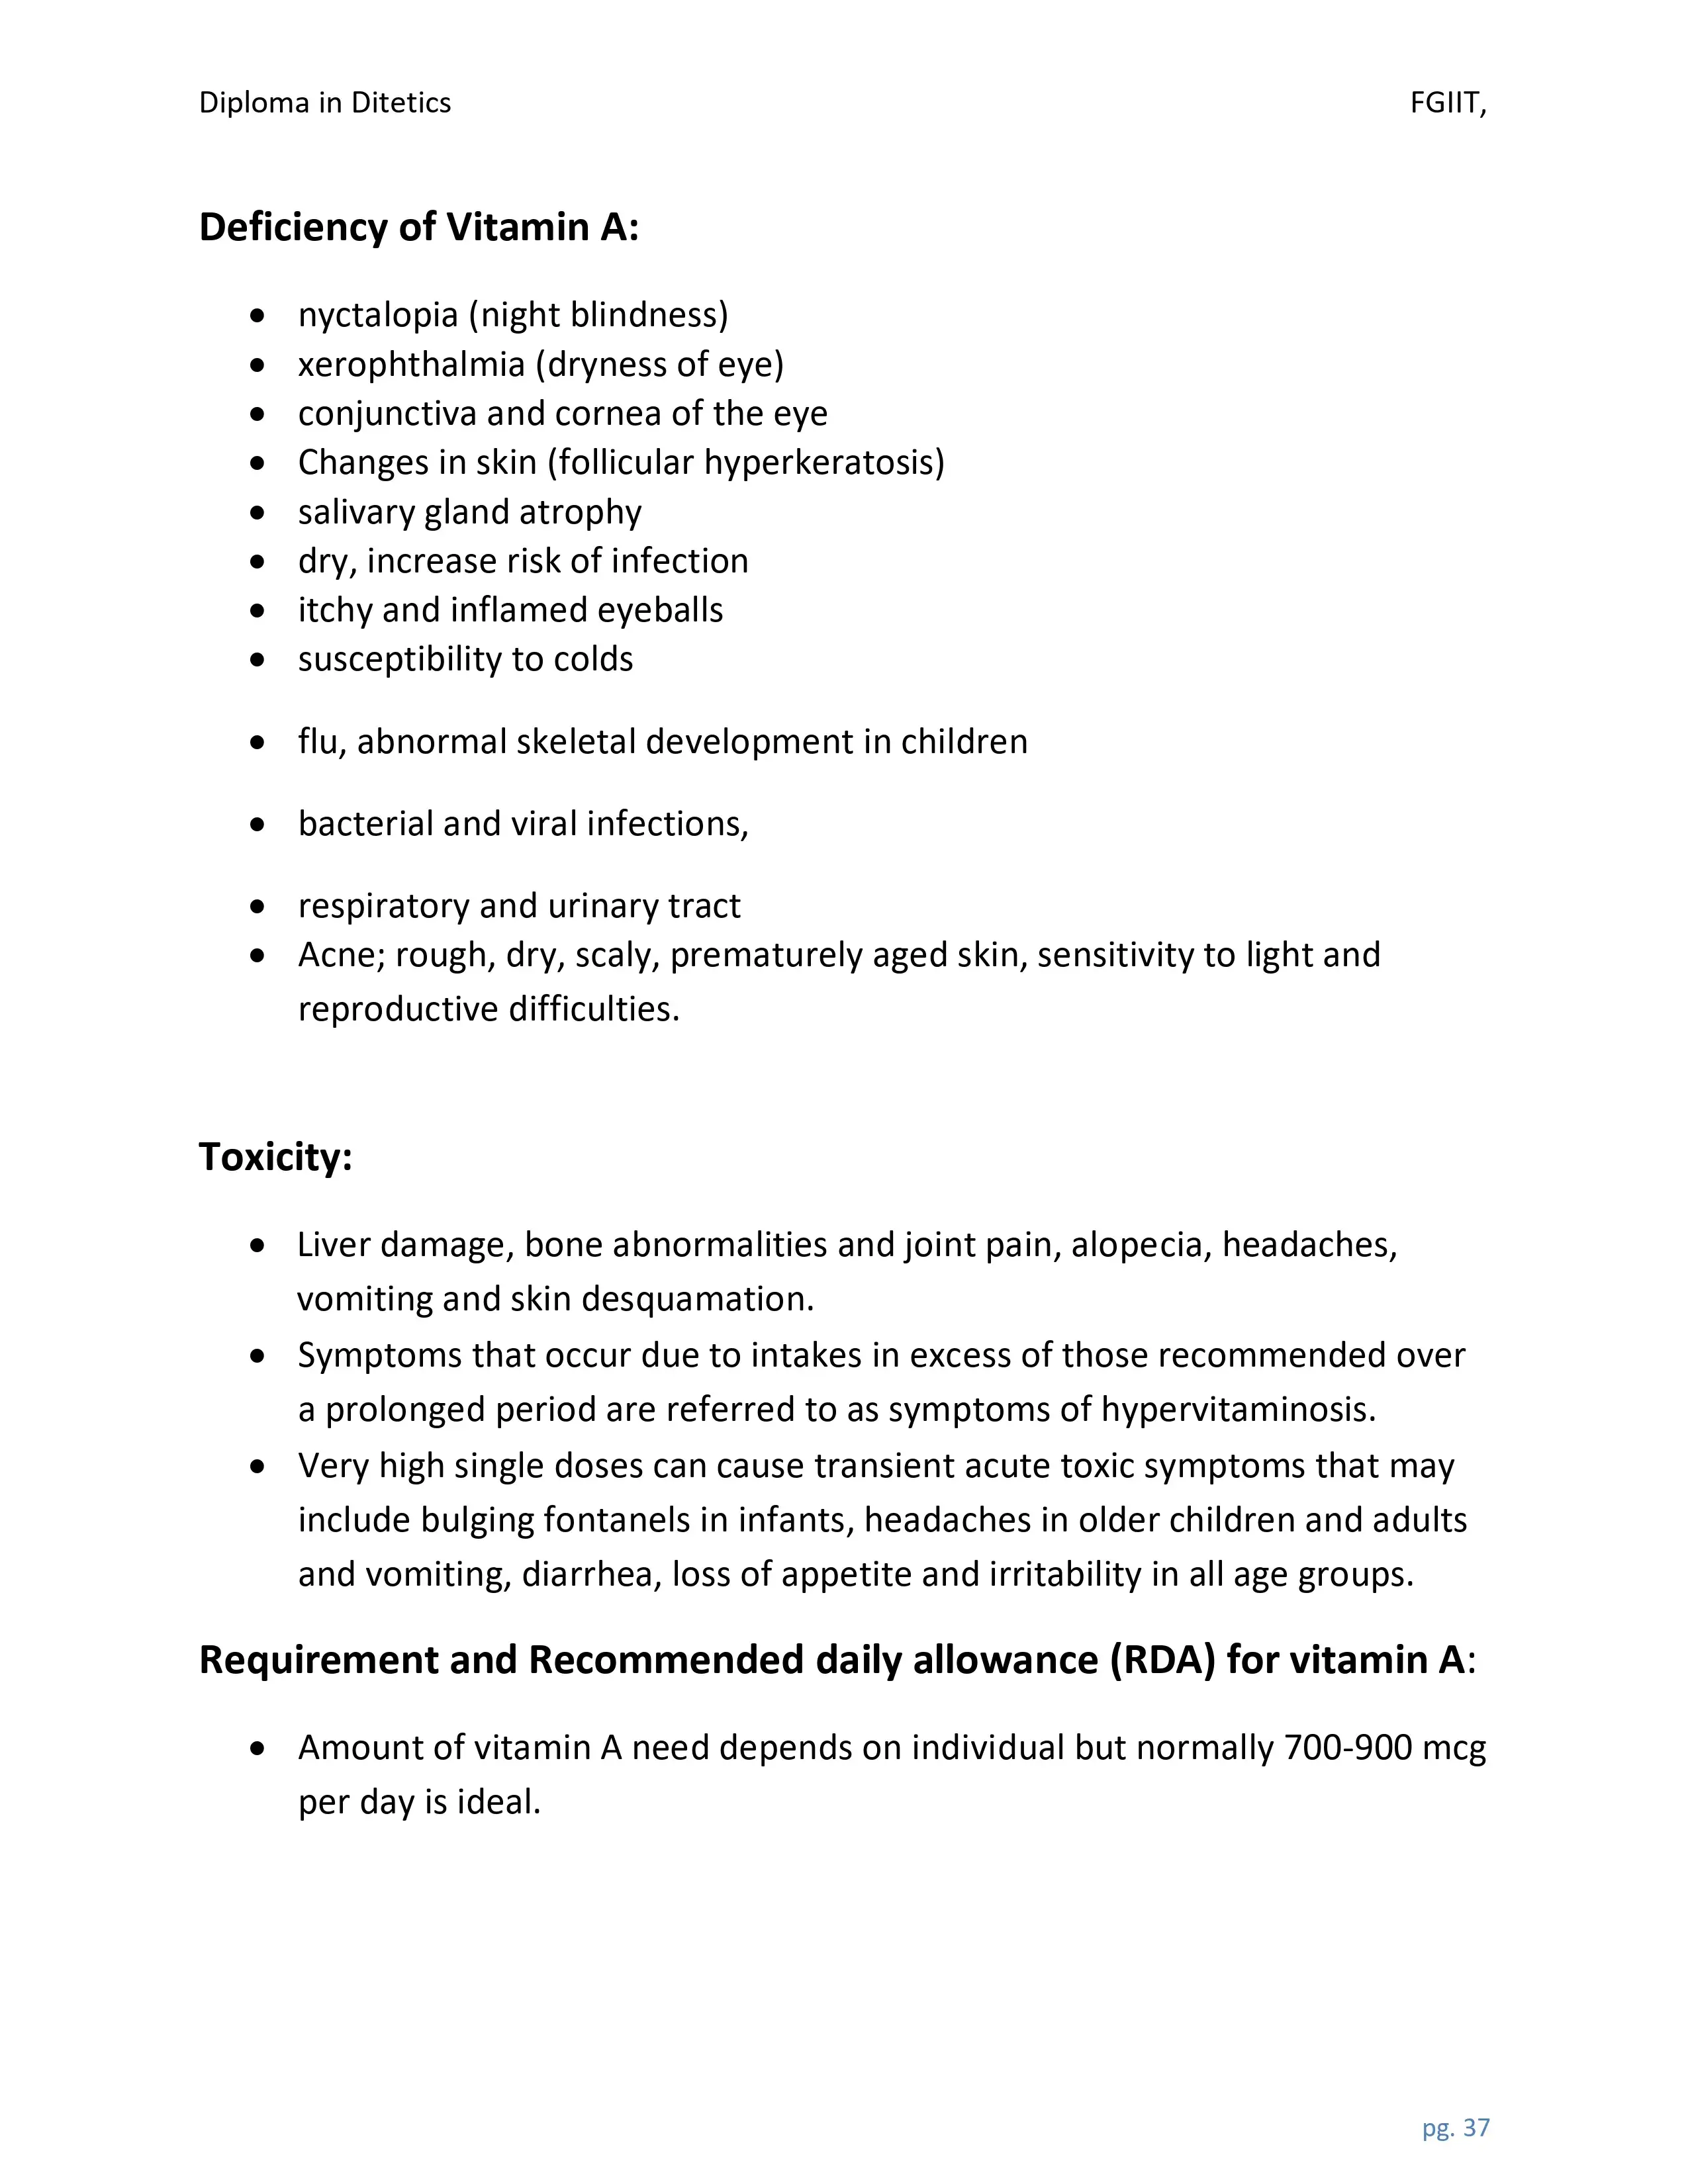 Diploma in Ditetics FGIIT,
Deficiency of Vitamin A:
• nyctalopia (night blindness)
• xerophthalmia (dryness of eye)
• conjunctiva and cornea of the eye
• Changes in skin (follicular hyperkeratosis)
• salivary gland atrophy
• dry, increase risk of infection
• itchy and inflamed eyeballs
• susceptibility to colds
• flu, abnormal skeletal development in children
• bacterial and viral infections,
• respiratory and urinary tract
• Acne; rough, dry, scaly, prematurely aged skin, sensitivity to light and
reproductive difficulties.
Toxicity:
• Liver damage, bone abnormalities and joint pain, alopecia, headaches,
vomiting and skin desquamation.
• Symptoms that occur due to intakes in excess of those recommended over
a prolonged period are referred to as symptoms of hypervitaminosis.
• Very high single doses can cause transient acute toxic symptoms that may
include bulging fontanels in infants, headaches in older children and adults
and vomiting, diarrhea, loss of appetite and irritability in all age groups.
Requirement and Recommended daily allowance (RDA) for vitamin A:
• Amount of vitamin A need depends on individual but normally 700-900 mcg
per day is ideal.
pg. 37